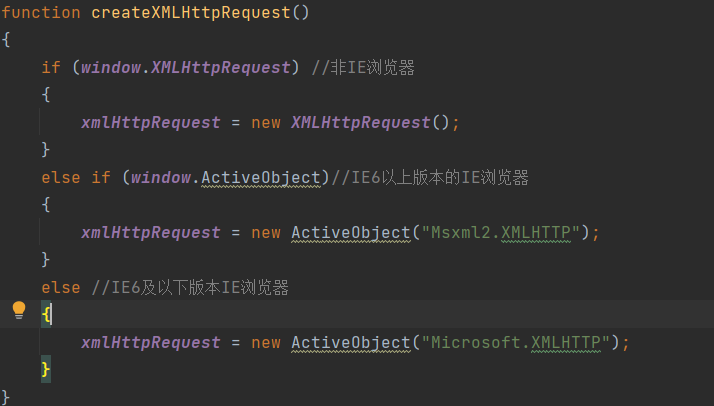 function createXMLHttpRequest()
{
    if (window.XMLHttpRequest) //非IE浏览器
    {
        xmlHttpRequest = new XMLHttpRequest();
    }
    else if (window.ActiveObject)//IE6以上版本的IE浏览器
    {
        xmlHttpRequest = new ActiveObject("Msxml2.XMLHTTP");
    }
    else //IE6及以下版本IE浏览器
    {
        xmlHttpRequest = new ActiveObject("Microsoft.XMLHTTP");
    }
}